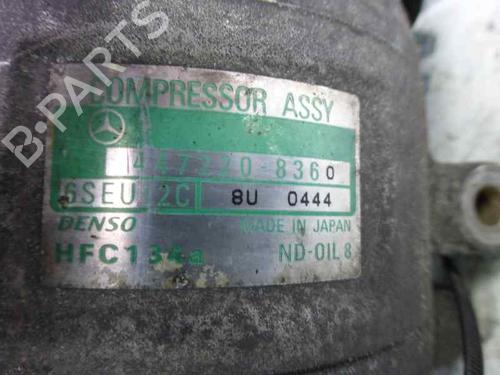 COMPRESSOR ASSY
447220-8360
6SEU12C 8U 0444
DENSO MADE IN JAPAN
HFC134a ND-OIL 8
B-PARTS